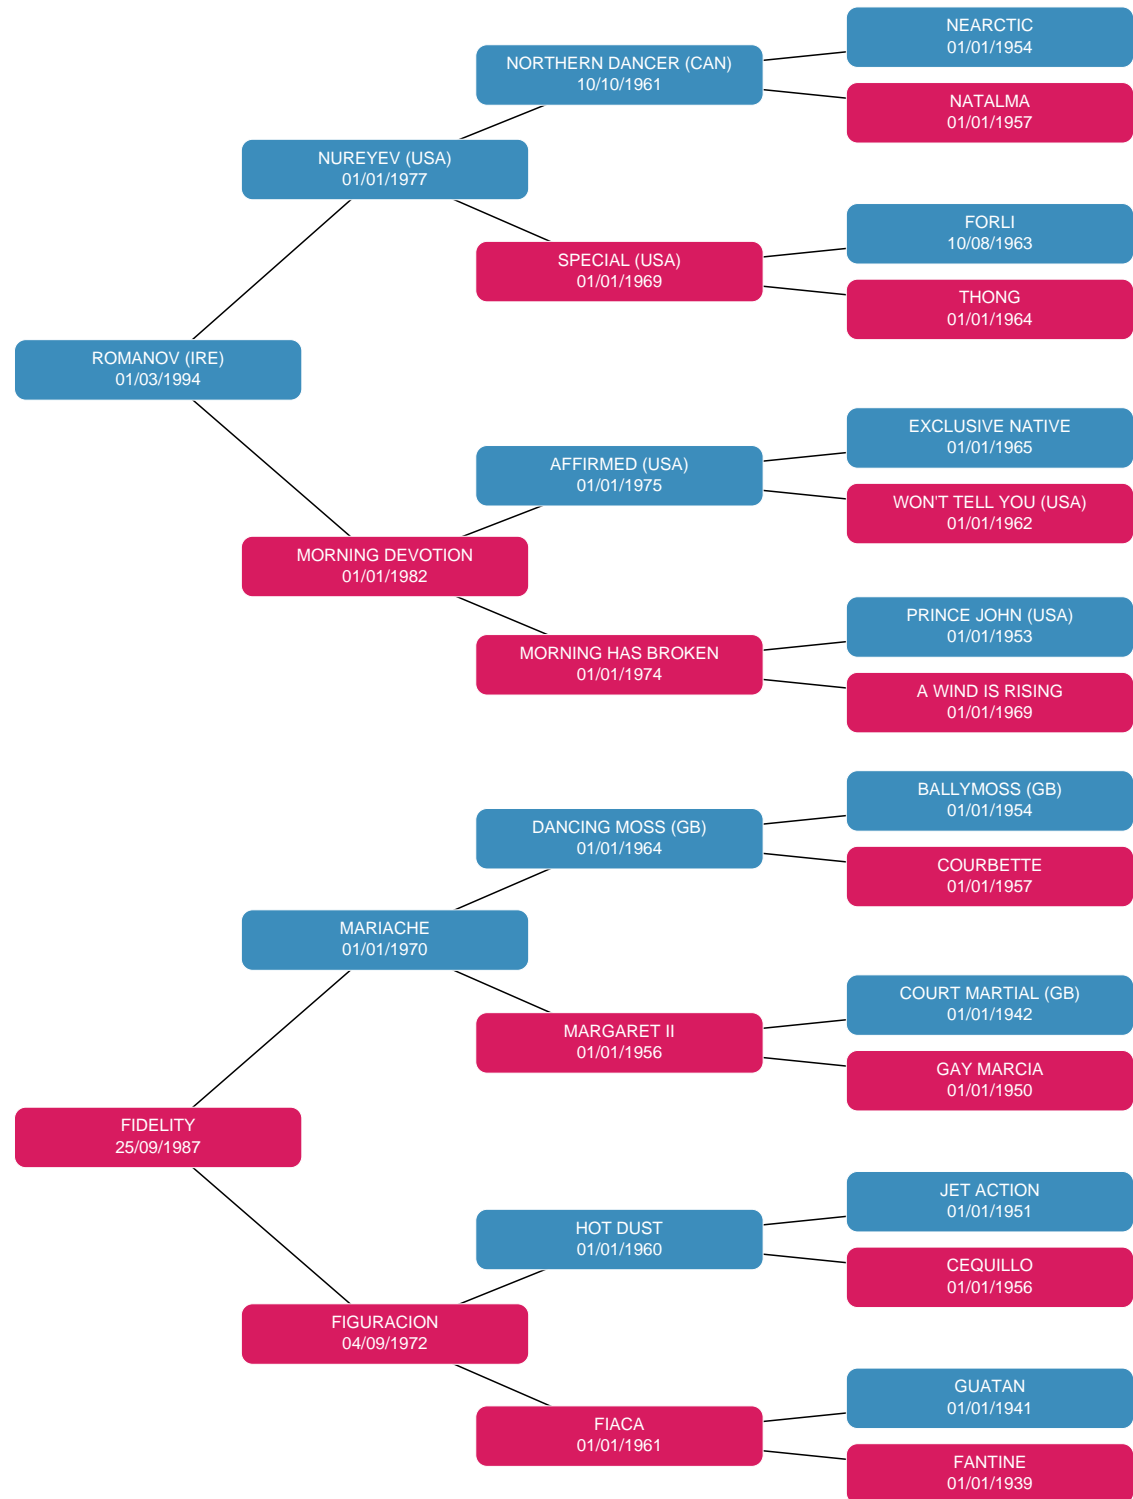 NEARCTIC
01/01/1954
NORTHERN DANCER (CAN)
10/10/1961
NATALMA
01/01/1957
NUREYEV (USA)
01/01/1977
FORLI
10/08/1963
SPECIAL (USA)
01/01/1969
THONG
01/01/1964
ROMANOV (IRE)
01/03/1994
EXCLUSIVE NATIVE
01/01/1965
AFFIRMED (USA)
01/01/1975
WON'T TELL YOU (USA)
01/01/1962
MORNING DEVOTION
01/01/1982
PRINCE JOHN (USA)
01/01/1953
MORNING HAS BROKEN
01/01/1974
A WIND IS RISING
01/01/1969
BALLYMOSS (GB)
01/01/1954
DANCING MOSS (GB)
01/01/1964
COURBETTE
01/01/1957
MARIACHE
01/01/1970
COURT MARTIAL (GB)
01/01/1942
MARGARET II
01/01/1956
GAY MARCIA
01/01/1950
FIDELITY
25/09/1987
JET ACTION
01/01/1951
HOT DUST
01/01/1960
CEQUILLO
01/01/1956
FIGURACION
04/09/1972
GUATAN
01/01/1941
FIACA
01/01/1961
FANTINE
01/01/1939